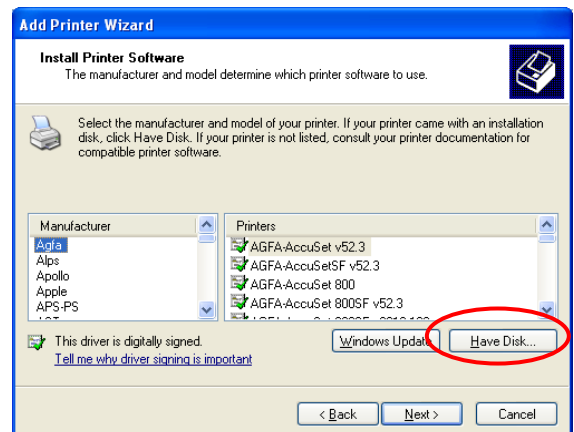 Add Printer Wizard
Install Printer Software
The manufacturer and model determine which printer software to use.
Select the manufacturer and model of your printer. If your printer came with an installation
disk, click Have Disk. If your printer is not listed, consult your printer documentation for
compatible printer software.
Manufacturer
Agfa
Alps
Apollo
Apple
APS-PS
Printers
AGFA-AccuSet v52.3
AGFA-AccuSetSF v52.3
AGFA-AccuSet 800
AGFA-AccuSet 800SF v52.3
This driver is digitally signed.
Tell me why driver signing is important
Windows Update
Have Disk...
< Back
Next >
Cancel